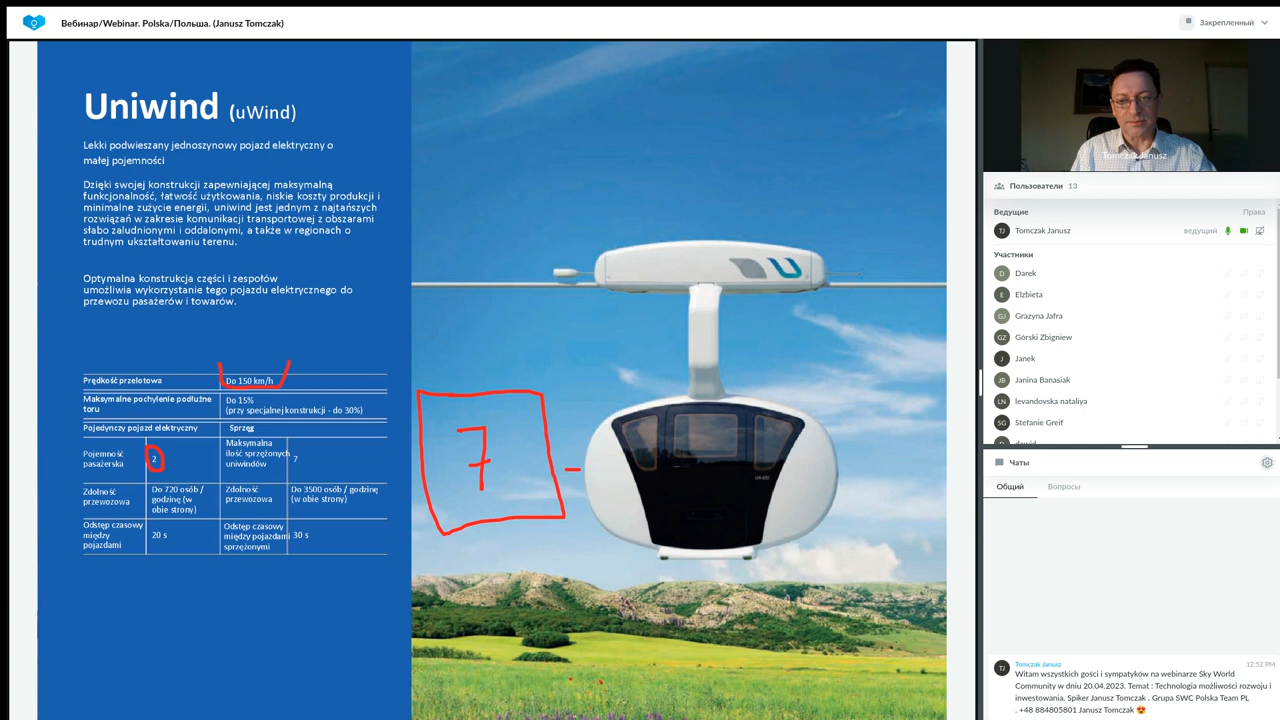 Вебинар/Webinar. Polska/Польша. (Janusz Tomczak)
Закрепленный
Uniwind (uWind)
Lekki podwieszany jednoszynowy pojazd elektryczny o
małej pojemności
Dzięki swojej konstrukcji zapewniającej maksymalną
funkcjonalność, łatwość użytkowania, niskie koszty produkcji i
minimalne zużycie energii, uniwind jest jednym z najtańszych
rozwiązań w zakresie komunikacji transportowej z obszarami
słabo zaludnionymi i oddalonymi, a także w regionach o
trudnym ukształtowaniu terenu.
Optymalna konstrukcja części i zespołów
umożliwia wykorzystanie tego pojazdu elektrycznego do
przewozu pasażerów i towarów.
Prędkość przelotowa
Do 150 km/h
Maksymalne pochylenie podłużne
toru
Do 15%
(przy specjalnej konstrukcji - do 30%)
Pojedynczy pojazd elektryczny
Sprzęg
Pojemność
pasażerska
2
Maksymalna
ilość sprzężonych
uniwindów
7
Zdolność
przewozowa
Do 720 osób /
godzinę (w
obie strony)
Zdolność
przewozowa
Do 3500 osób / godzinę
(w obie strony)
Odstęp czasowy
między
pojazdami
20 s
Odstęp czasowy
między pojazdami
sprzężonymi
30 s
7
Tomczak Janusz
Пользователи 13
Ведущие
Права
TJ Tomczak Janusz
ведущий
Участники
D Darek
E Elzbieta
GJ Grazyna Jafra
GZ Górski Zbigniew
J Janek
JB Janina Banasiak
LN levandovska nataliya
SG Stefanie Greif
Чаты
Общий
Вопросы
TJ Tomczak Janusz
12:52 PM
Witam wszystkich gości i sympatyków na webinarze Sky World
Community w dniu 20.04.2023. Temat : Technologia możliwości rozwoju i
inwestowania. Spiker Janusz Tomczak . Grupa SWC Polska Team PL
. +48 884805801 Janusz Tomczak 😍